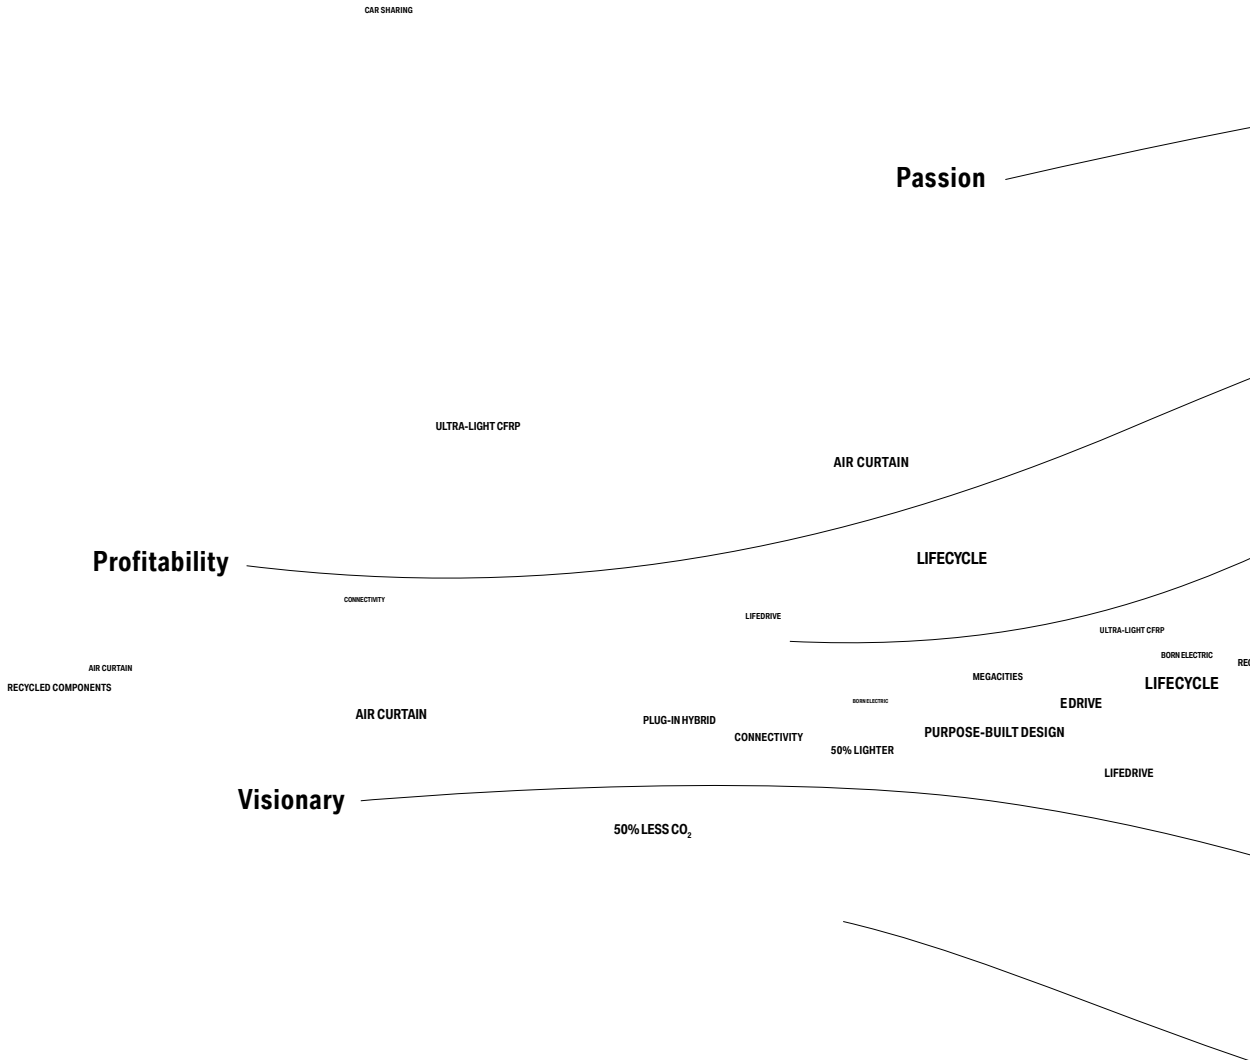 CAR SHARING
Passion
ULTRA-LIGHT CFRP
AIR CURTAIN
Profitability
LIFECYCLE
CONNECTIVITY
LIFEDRIVE
ULTRA-LIGHT CFRP
BORN ELECTRIC
AIR CURTAIN
MEGACITIES
LIFECYCLE
RECYCLED COMPONENTS
BORN ELECTRIC
EDRIVE
AIR CURTAIN
PLUG-IN HYBRID
PURPOSE-BUILT DESIGN
CONNECTIVITY
50% LIGHTER
LIFEDRIVE
Visionary
50% LESS CO₂